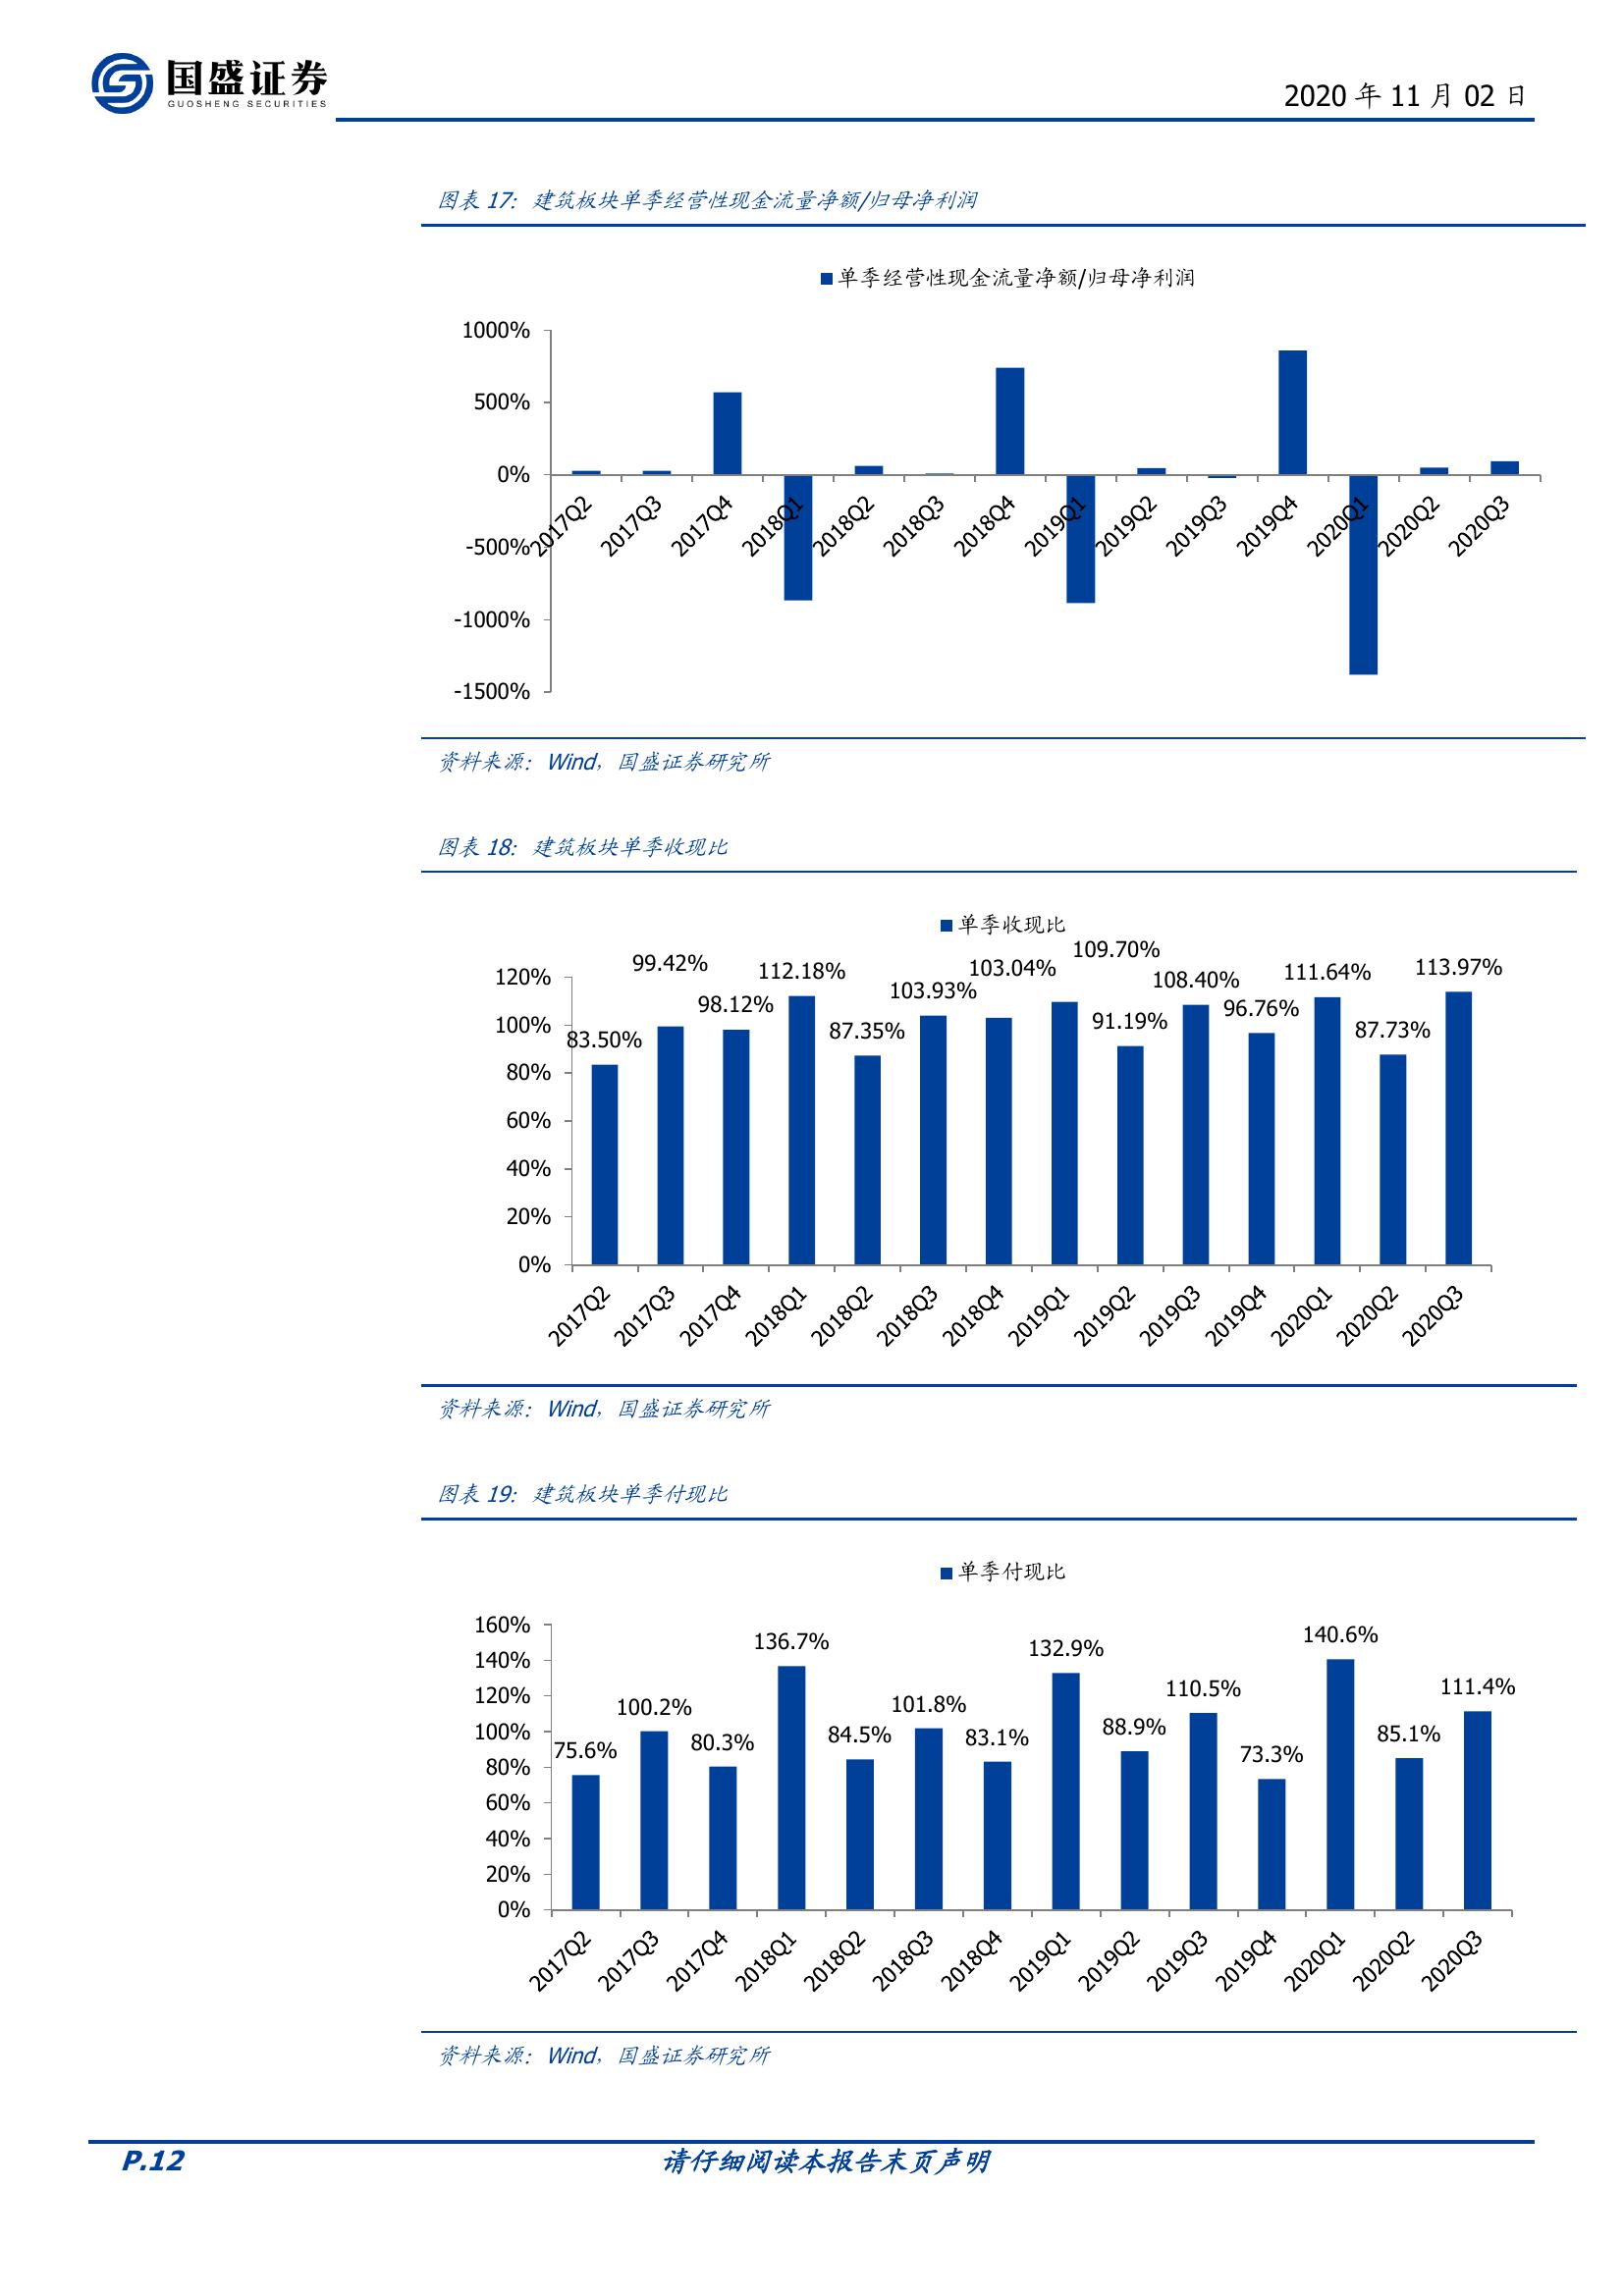 国盛证券
GUOSHENG SECURITIES
2020 年 11 月 02 日
图表 17：建筑板块单季经营性现金流量净额/归母净利润
单季经营性现金流量净额/归母净利润
1000%
500%
0%
-500%
-1000%
-1500%
2017Q2 2017Q3 2017Q4 2018Q1 2018Q2 2018Q3 2018Q4 2019Q1 2019Q2 2019Q3 2019Q4 2020Q1 2020Q2 2020Q3
资料来源：Wind，国盛证券研究所
图表 18：建筑板块单季收现比
单季收现比
83.50% 99.42% 98.12% 112.18% 87.35% 103.93% 103.04% 109.70% 91.19% 108.40% 96.76% 111.64% 87.73% 113.97%
120%
100%
80%
60%
40%
20%
0%
2017Q2 2017Q3 2017Q4 2018Q1 2018Q2 2018Q3 2018Q4 2019Q1 2019Q2 2019Q3 2019Q4 2020Q1 2020Q2 2020Q3
资料来源：Wind，国盛证券研究所
图表 19：建筑板块单季付现比
单季付现比
75.6% 100.2% 80.3% 136.7% 84.5% 101.8% 83.1% 132.9% 88.9% 110.5% 73.3% 140.6% 85.1% 111.4%
160%
140%
120%
100%
80%
60%
40%
20%
0%
2017Q2 2017Q3 2017Q4 2018Q1 2018Q2 2018Q3 2018Q4 2019Q1 2019Q2 2019Q3 2019Q4 2020Q1 2020Q2 2020Q3
资料来源：Wind，国盛证券研究所
P.12 请仔细阅读本报告末页声明